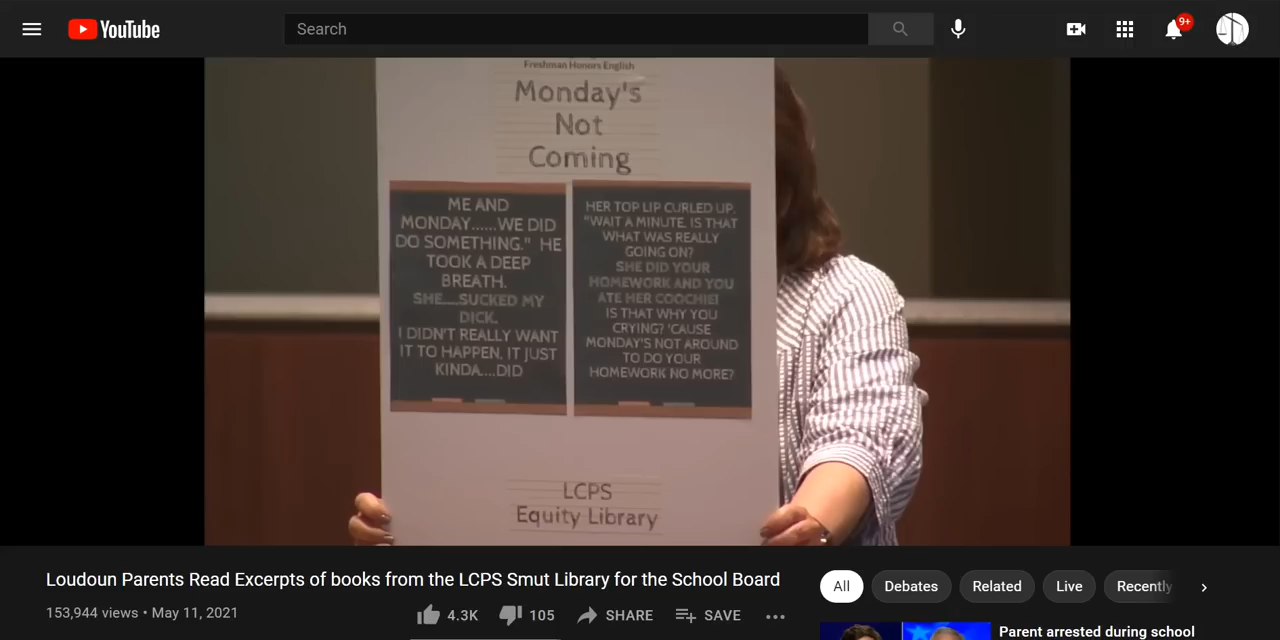 YouTube
Search
9+
Freshman Honors English
Monday's
Not
Coming
ME AND
MONDAY......WE DID
DO SOMETHING." HE
TOOK A DEEP
BREATH.
SHE....SUCKED MY
DICK.
I DIDN'T REALLY WANT
IT TO HAPPEN. IT JUST
KINDA....DID
HER TOP LIP CURLED UP.
"WAIT A MINUTE, IS THAT
WHAT WAS REALLY
GOING ON?
SHE DID YOUR
HOMEWORK AND YOU
ATE HER COOCHIE!
IS THAT WHY YOU
CRYING? 'CAUSE
MONDAY'S NOT AROUND
TO DO YOUR
HOMEWORK NO MORE?
LCPS
Equity Library
Loudoun Parents Read Excerpts of books from the LCPS Smut Library for the School Board
153,944 views • May 11, 2021
4.3K
105
SHARE
SAVE
All
Debates
Related
Live
Recently
Parent arrested during school